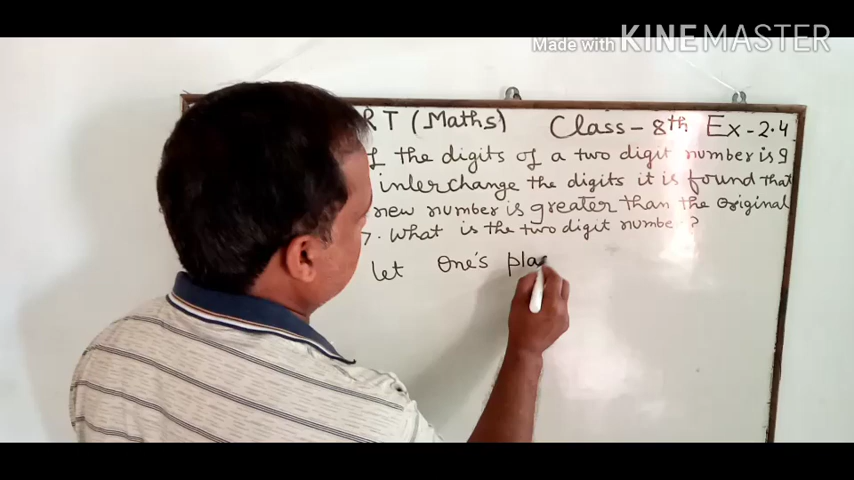 Made with KINEMASTER
RT (Maths) Class-8th Ex-2.4
f the digits of a two digit number is 9
interchange the digits it is found that
new number is greater than the original
7. What is the two digit number?
let One's pla